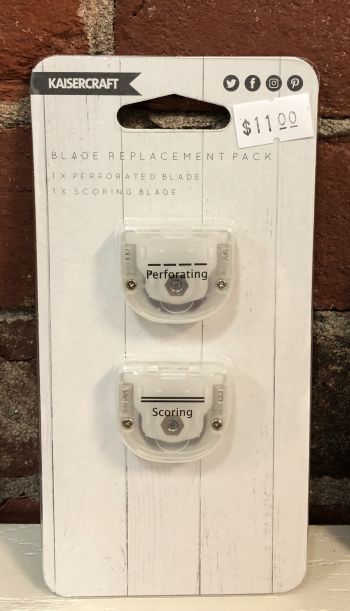 KAISERCRAFT
$11.00
BLADE REPLACEMENT PACK
1 X PERFORATED BLADE
1 X SCORING BLADE
Perforating
Scoring